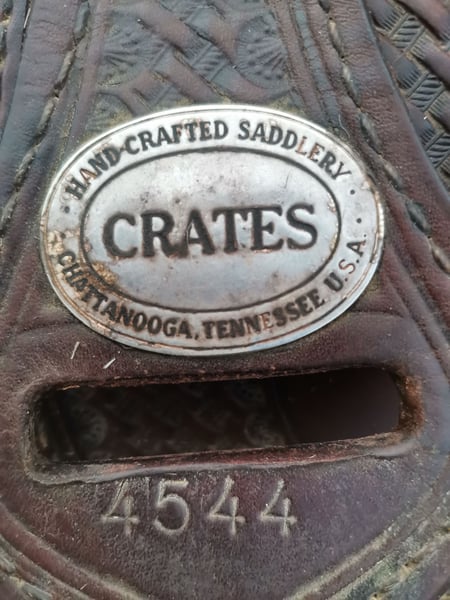 · HAND-CRAFTED SADDLERY ·
CRATES
CHATTANOOGA, TENNESSEE U.S.A.
4544